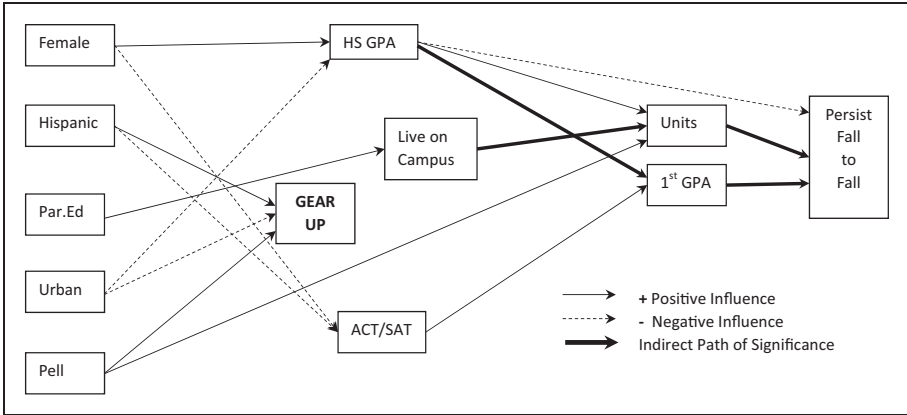 Female
HS GPA
Hispanic
Live on
Campus
Units
Persist
Fall
to
Fall
Par.Ed
GEAR
UP
1st GPA
Urban
ACT/SAT
Pell
+ Positive Influence
- Negative Influence
Indirect Path of Significance